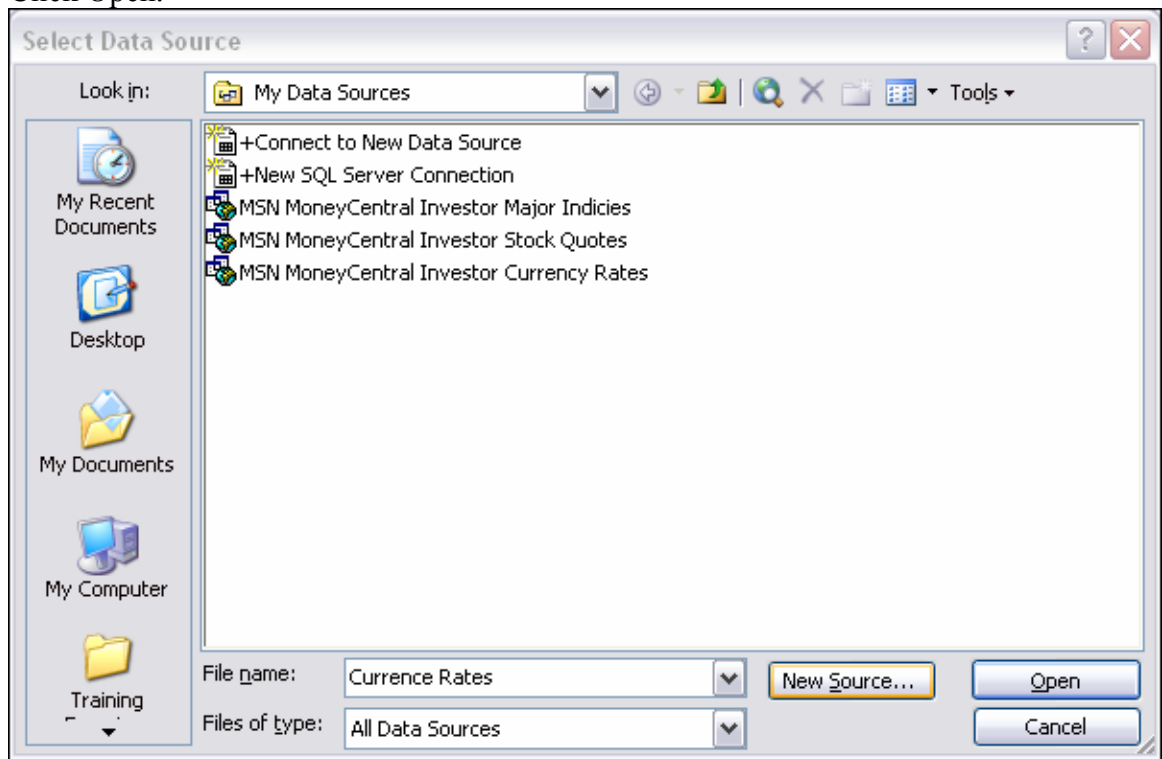 Click Open.
Select Data Source
Look in:
My Data Sources
Tools
+Connect to New Data Source
+New SQL Server Connection
MSN MoneyCentral Investor Major Indicies
MSN MoneyCentral Investor Stock Quotes
MSN MoneyCentral Investor Currency Rates
My Recent
Documents
Desktop
My Documents
My Computer
Training
File name:
Currence Rates
New Source...
Open
Files of type:
All Data Sources
Cancel